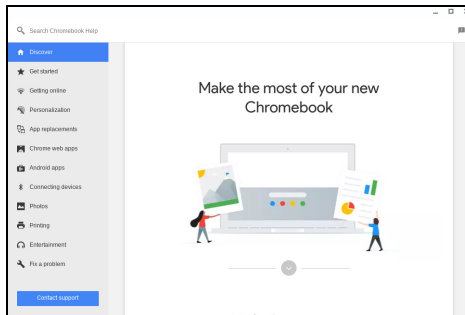 Search Chromebook Help
Discover
Get started
Getting online
Personalization
App replacements
Chrome web apps
Android apps
Connecting devices
Photos
Printing
Entertainment
Fix a problem
Contact support
Make the most of your new
Chromebook